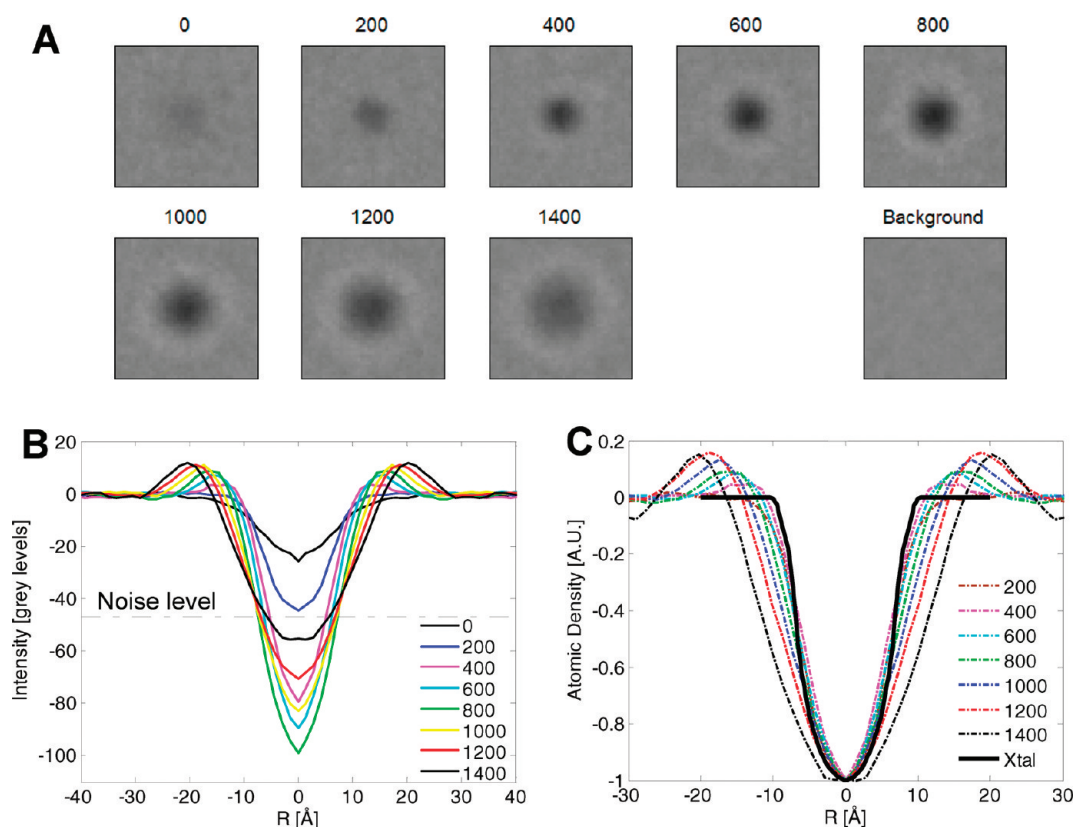 A
0 200 400 600 800
1000 1200 1400 Background
B
20
0
-20
-40
-60
-80
-100
Intensity [grey levels]
Noise level
0
200
400
600
800
1000
1200
1400
-40 -30 -20 -10 0 10 20 30 40
R [Å]
C
0.2
0
-0.2
-0.4
-0.6
-0.8
-1
Atomic Density [A.U.]
200
400
600
800
1000
1200
1400
Xtal
-30 -20 -10 0 10 20 30
R [Å]